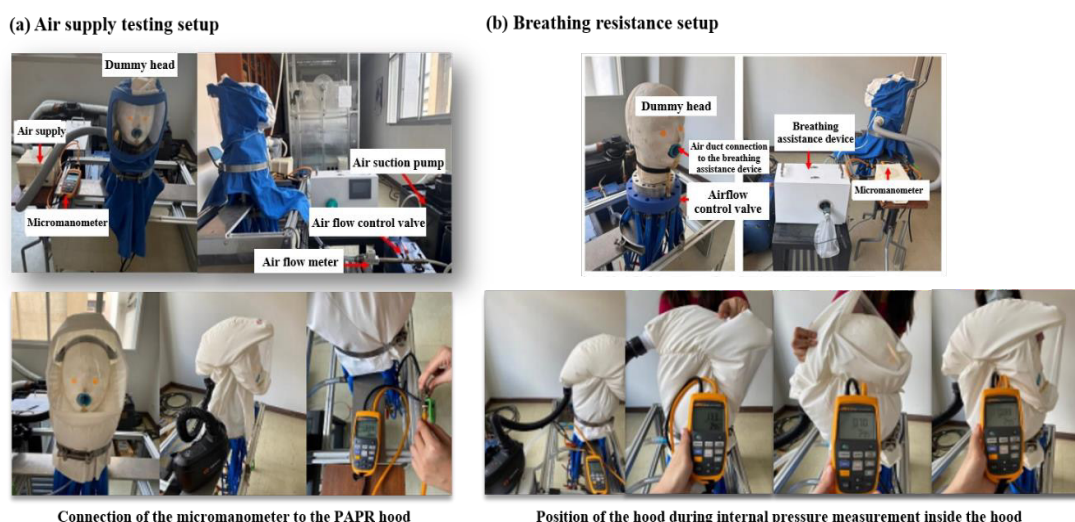 (a) Air supply testing setup
Dummy head
Air supply
Micromanometer
Air suction pump
Air flow control valve
Air flow meter
Connection of the micromanometer to the PAPR hood
(b) Breathing resistance setup
Dummy head
Air duct connection
to the breathing
assistance device
Airflow
control valve
Breathing
assistance device
Micromanometer
Position of the hood during internal pressure measurement inside the